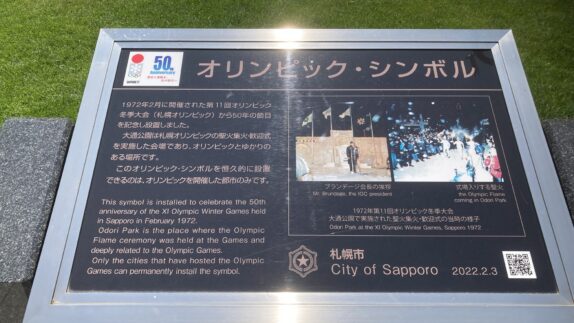 50th
Anniversary
オリンピック・シンボル
1972年2月に開催された第11回オリンピック
冬季大会（札幌オリンピック）から50年の節目
を記念し設置しました。
大通公園は札幌オリンピックの聖火集火・歓迎式
を実施した会場であり、オリンピックとゆかりの
ある場所です。
このオリンピック・シンボルを恒久的に設置
できるのは、オリンピックを開催した都市のみです。
This symbol is installed to celebrate the 50th
anniversary of the XI Olympic Winter Games held
in Sapporo in February 1972.
Odori Park is the place where the Olympic
Flame ceremony was held at the Games and
deeply related to the Olympic Games.
Only the cities that have hosted the Olympic
Games can permanently install the symbol.
ブランデージ会長の挨拶
Mr. Brundage, the IOC presidens
式場入りする聖火
the Olympic Flame
coming in Odori Park
1972年第11回オリンピック冬季大会
大通公園で実施された聖火集火・歓迎式の当時の様子
Odori Park at the XI Olympic Winter Games, Sapporo 1972
札幌市
City of Sapporo
2022.2.3